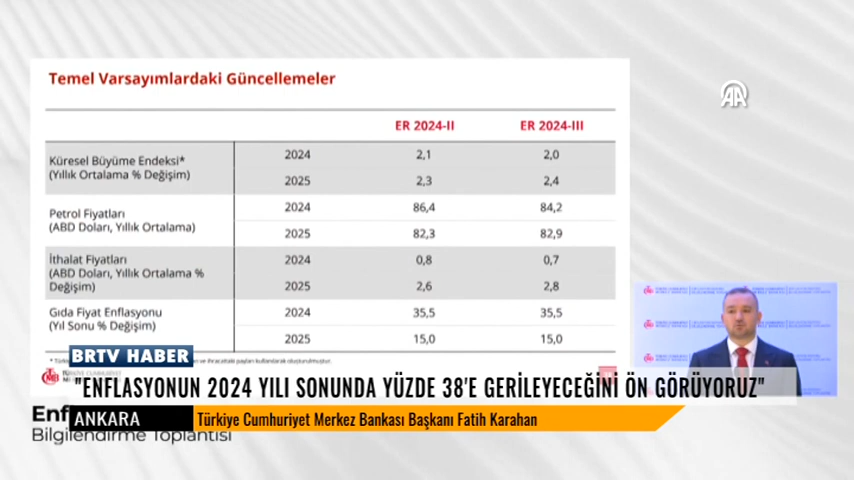 Temel Varsayımlardaki Güncellemeler
AA
ER 2024-II ER 2024-III
Küresel Büyüme Endeksi*
(Yıllık Ortalama % Değişim)
2024 2,1 2,0
2025 2,3 2,4
Petrol Fiyatları
(ABD Doları, Yıllık Ortalama)
2024 86,4 84,2
2025 82,3 82,9
İthalat Fiyatları
(ABD Doları, Yıllık Ortalama %
Değişim)
2024 0,8 0,7
2025 2,6 2,8
Gıda Fiyat Enflasyonu
(Yıl Sonu % Değişim)
2024 35,5 35,5
2025 15,0 15,0
BRTV HABER
"ENFLASYONUN 2024 YILI SONUNDA YÜZDE 38'E GERİLEYECEĞİNİ ÖN GÖRÜYORUZ"
ANKARA
Türkiye Cumhuriyet Merkez Bankası Başkanı Fatih Karahan
Bilgilendirme Toplantısı